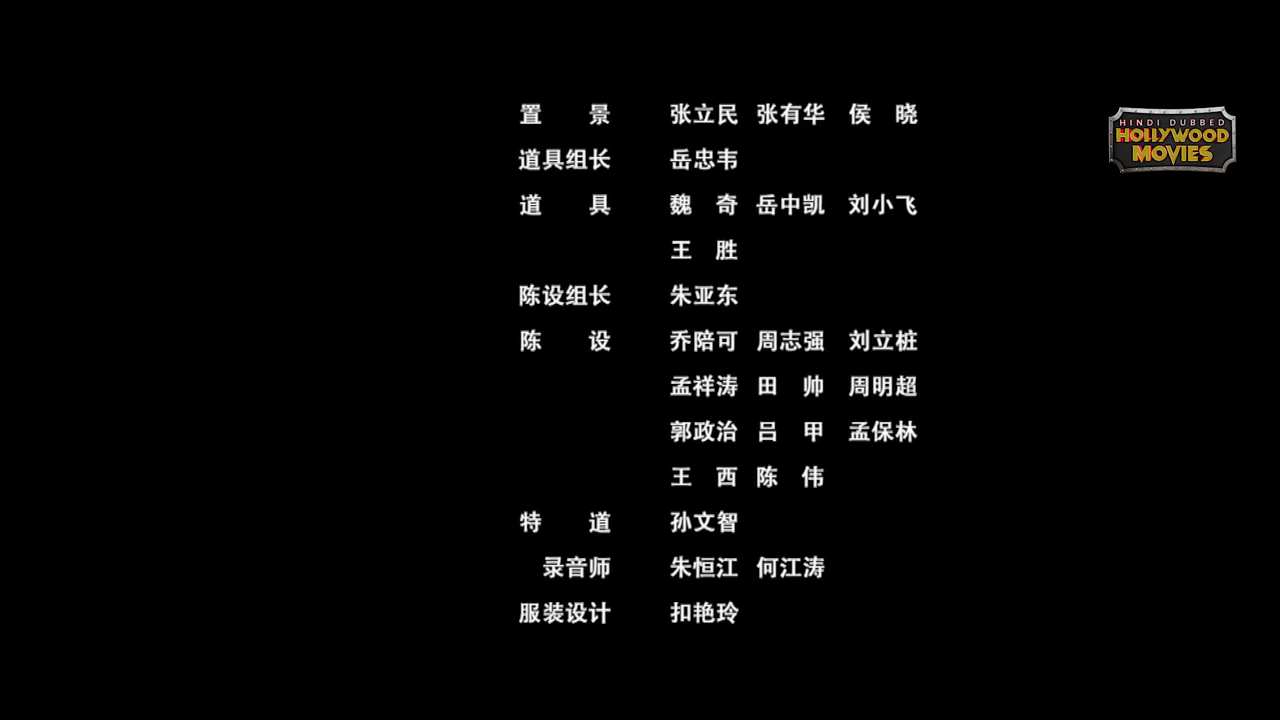 置景 张立民 张有华 侯晓
道具组长 岳忠韦
道具 魏奇 岳中凯 刘小飞
王胜
陈设组长 朱亚东
陈设 乔陪可 周志强 刘立桩
孟祥涛 田帅 周明超
郭政治 吕甲 孟保林
王西 陈伟
特道 孙文智
录音师 朱恒江 何江涛
服装设计 扣艳玲
HINDI DUBBED
HOLLYWOOD
MOVIES